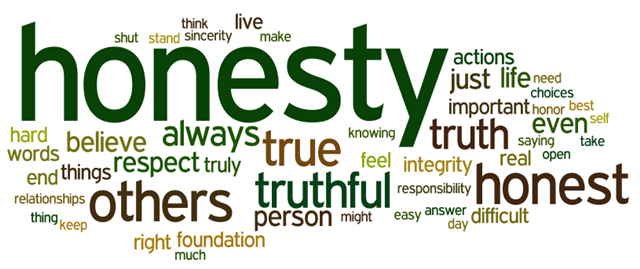 think live
shut stand sincerity make
honesty
actions
just life need
choices
important honor best
hard always knowing truth even self
words believe true saying take
end things respect truly feel integrity real open
relationships others truthful responsibility honest
thing keep person might easy answer difficult
day
right foundation
much